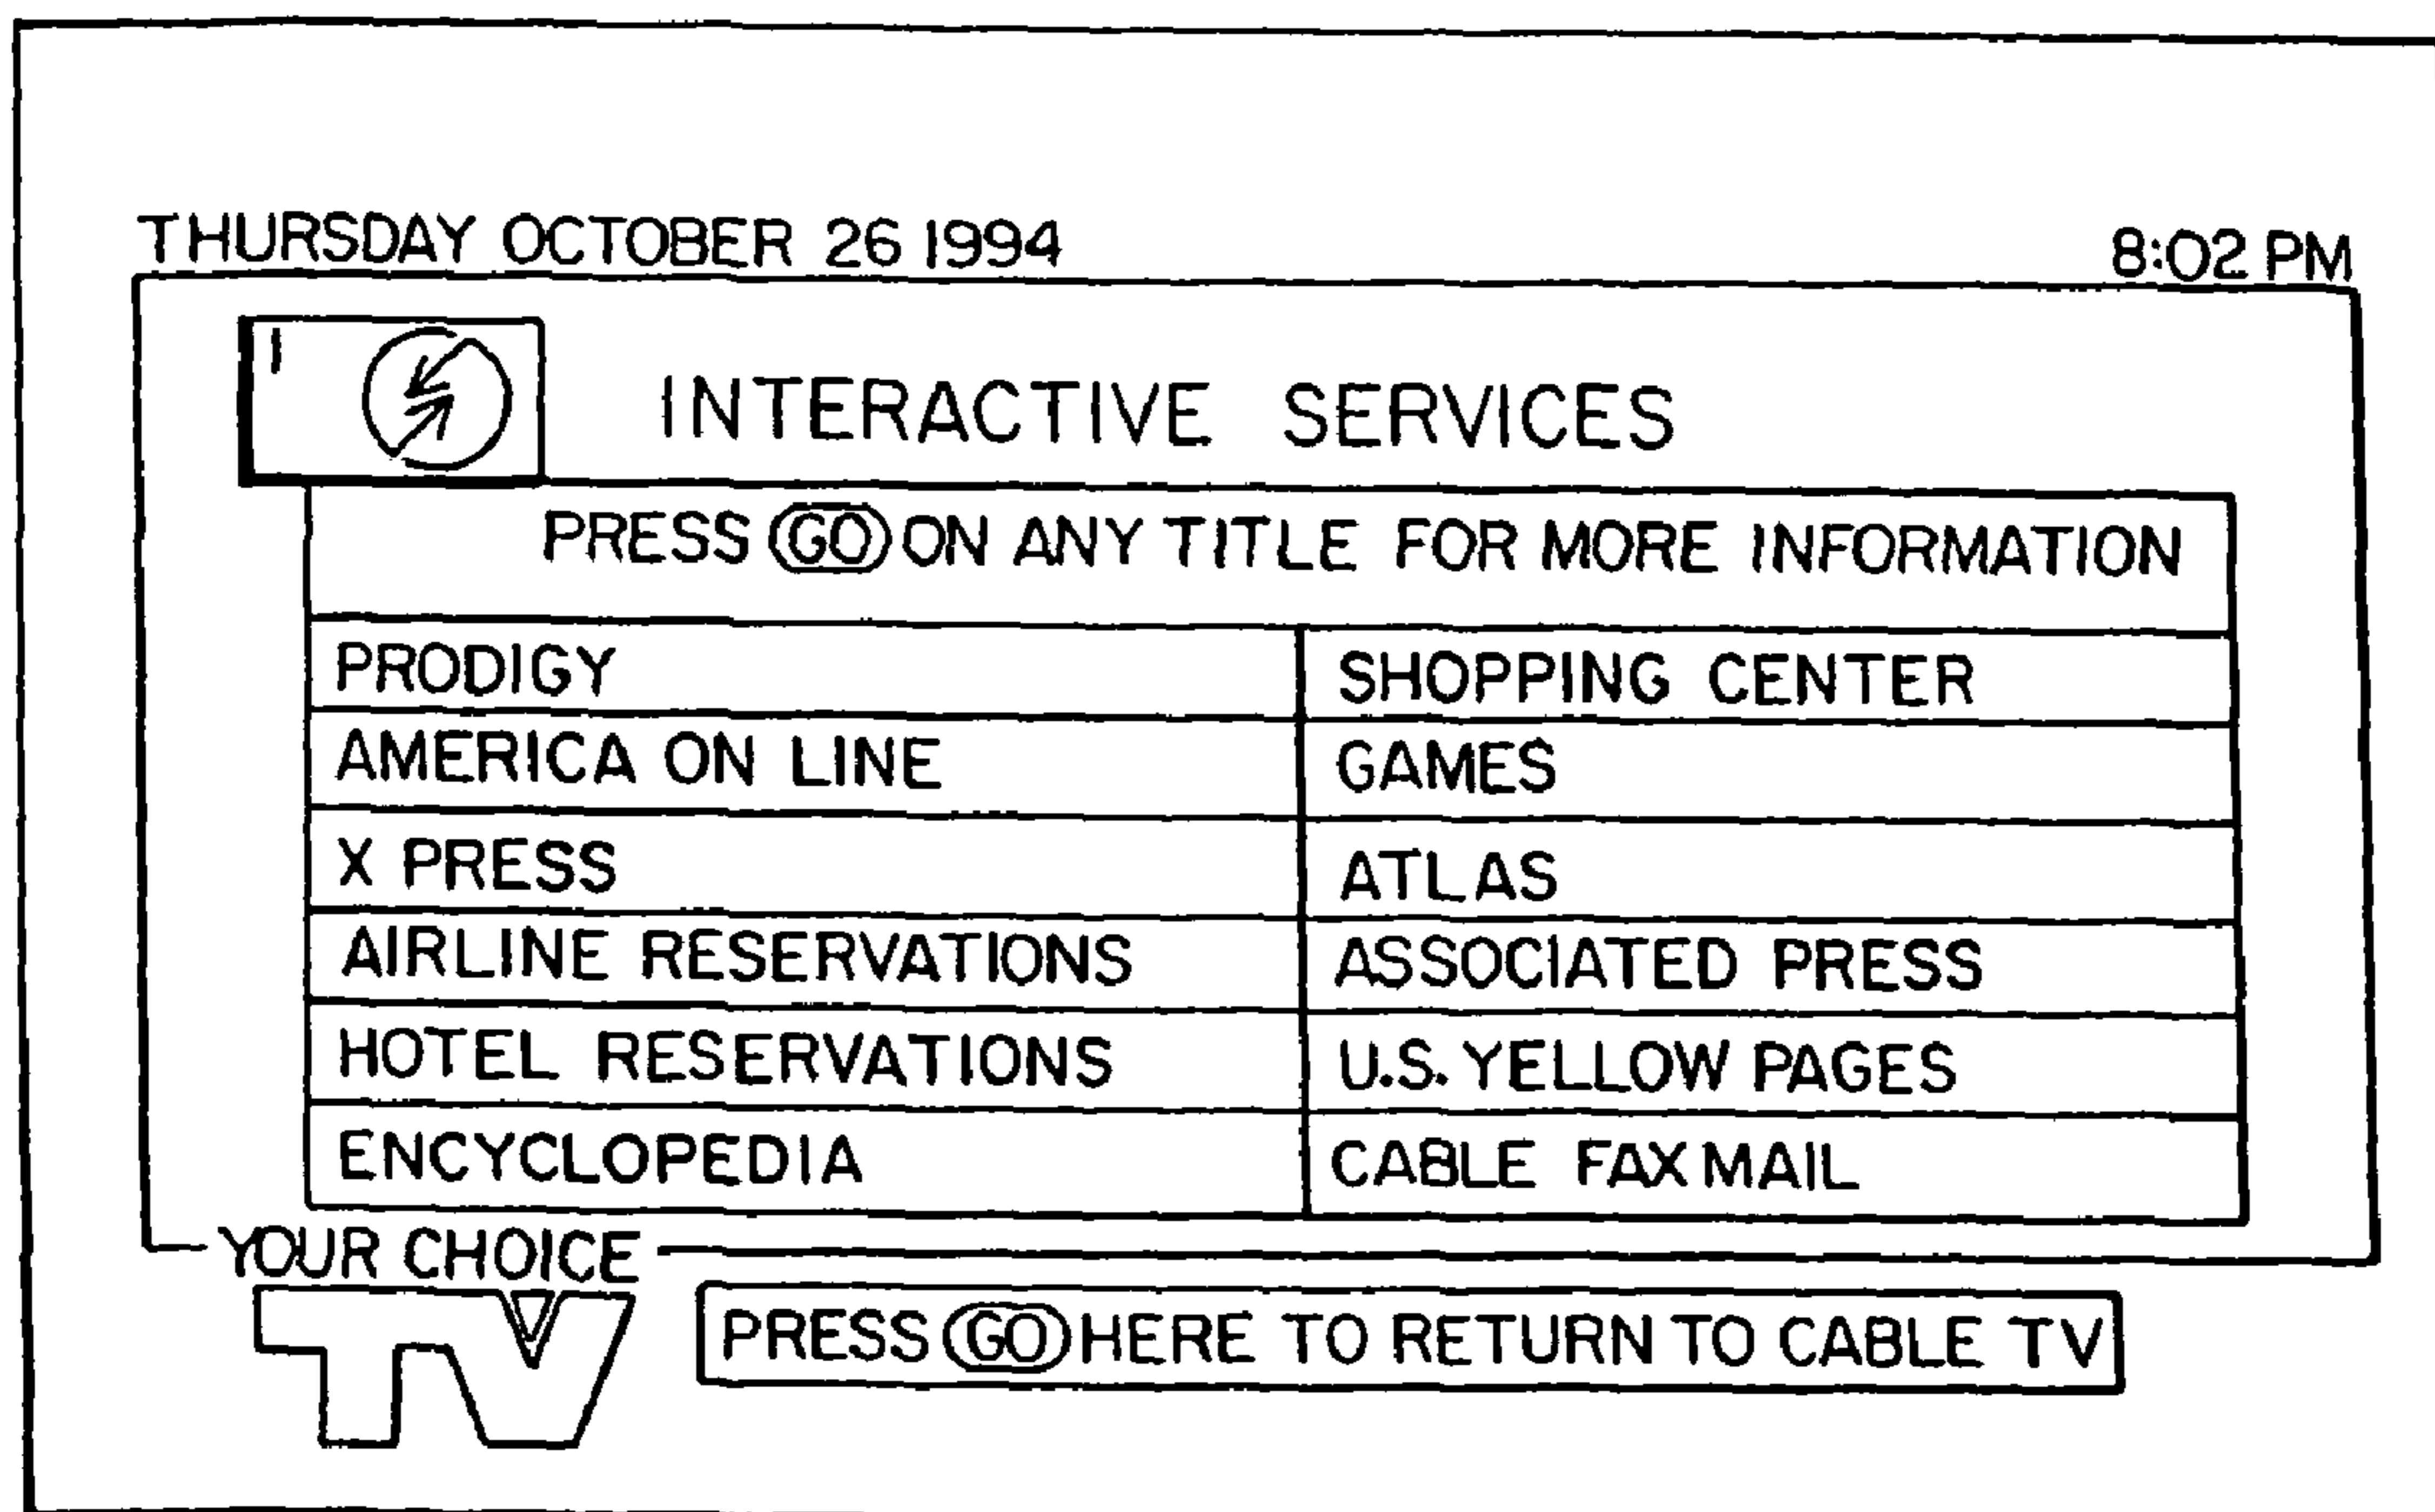 THURSDAY OCTOBER 26 1994 8:02 PM
1
INTERACTIVE SERVICES
PRESS GO ON ANY TITLE FOR MORE INFORMATION
PRODIGY SHOPPING CENTER
AMERICA ON LINE GAMES
X PRESS ATLAS
AIRLINE RESERVATIONS ASSOCIATED PRESS
HOTEL RESERVATIONS U.S. YELLOW PAGES
ENCYCLOPEDIA CABLE FAX MAIL
YOUR CHOICE
TV
PRESS GO HERE TO RETURN TO CABLE TV